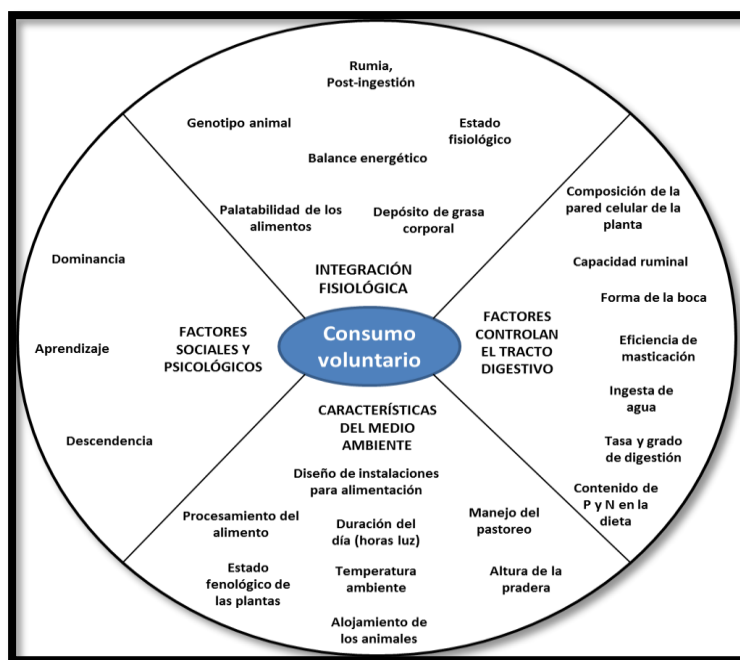 Rumia,
Post-ingestión
Genotipo animal
Estado
fisiológico
Balance energético
Palatabilidad de los
alimentos
Depósito de grasa
corporal
INTEGRACIÓN
FISIOLÓGICA
Composición de la
pared celular de la
planta
Capacidad ruminal
Forma de la boca
Eficiencia de
masticación
Ingesta de
agua
Tasa y grado
de digestión
Contenido de
P y N en la
dieta
FACTORES
CONTROLAN
EL TRACTO
DIGESTIVO
Dominancia
Aprendizaje
Descendencia
FACTORES
SOCIALES Y
PSICOLÓGICOS
Consumo
voluntario
CARACTERÍSTICAS
DEL MEDIO
AMBIENTE
Diseño de instalaciones
para alimentación
Procesamiento del
alimento
Duración del
día (horas luz)
Manejo del
pastoreo
Estado
fenológico de
las plantas
Temperatura
ambiente
Altura de la
pradera
Alojamiento de
los animales